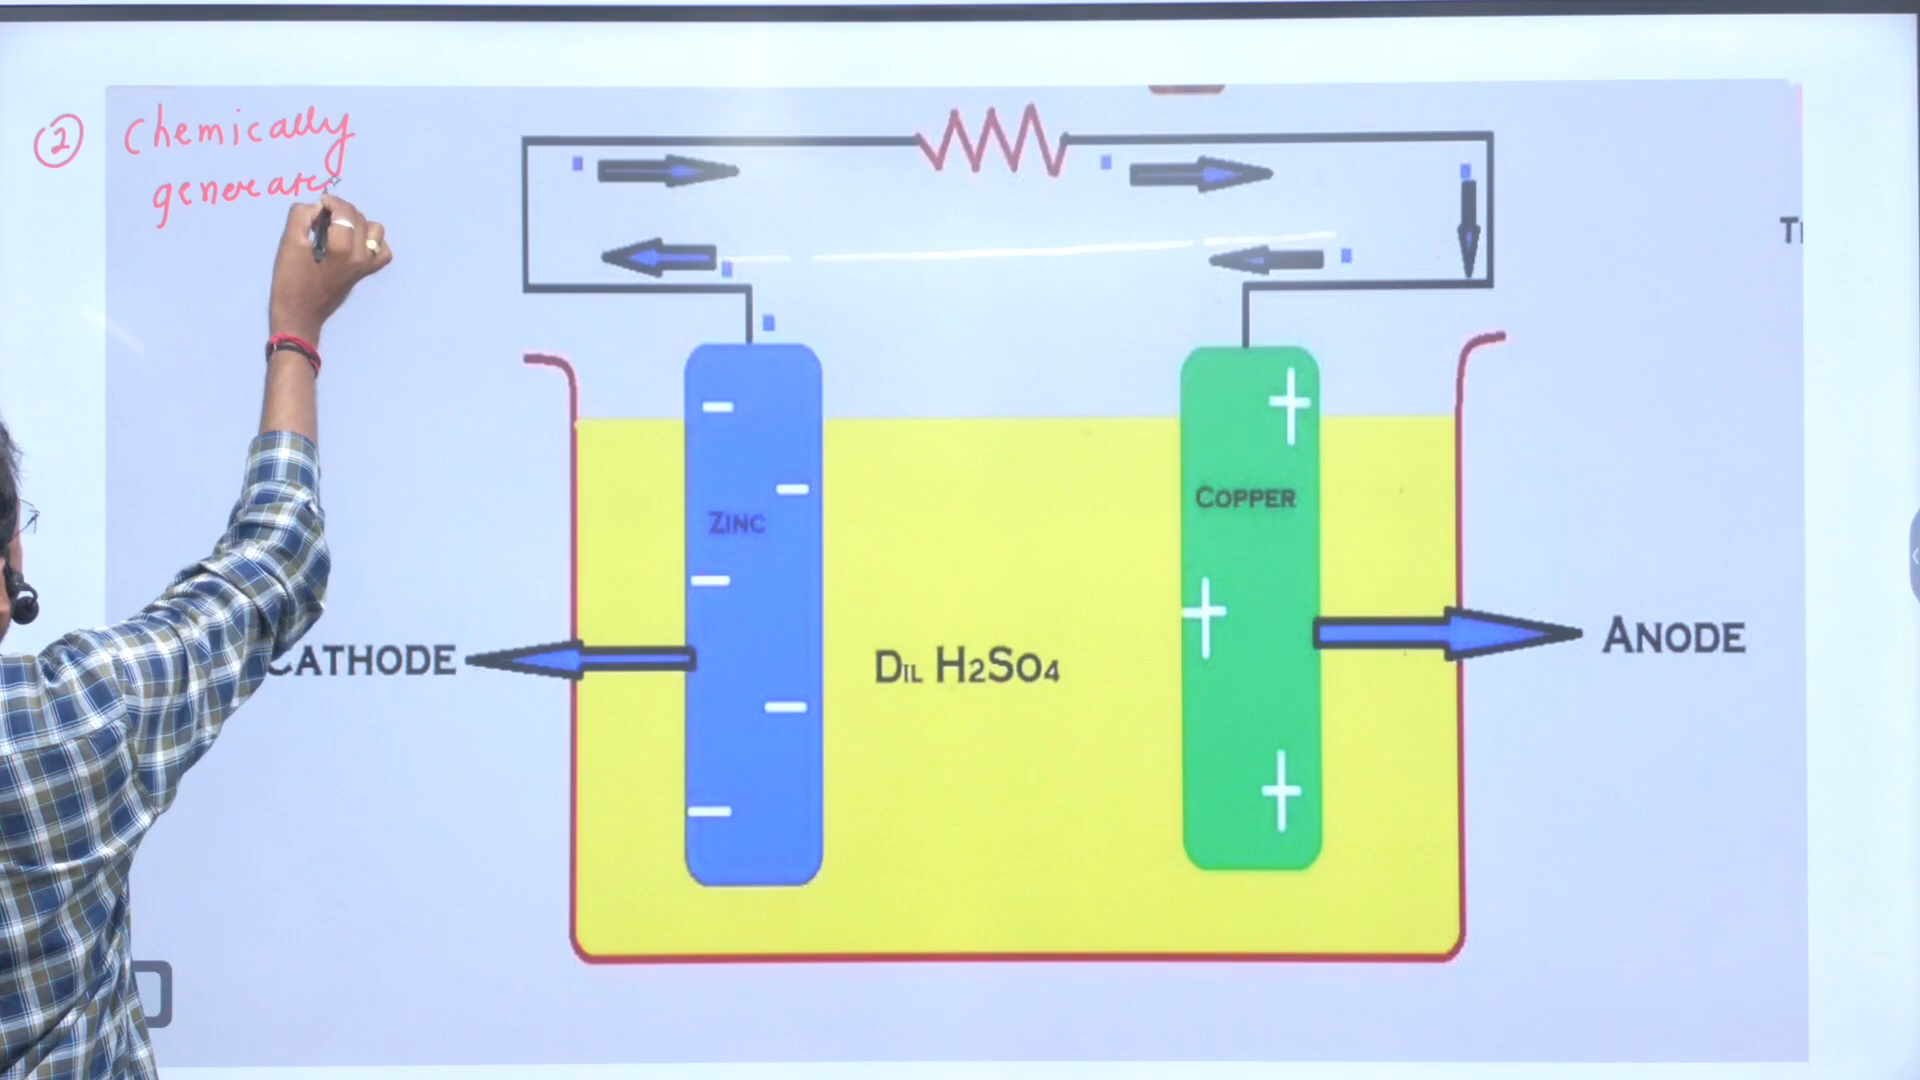 ② Chemically
generate
ZINC
COPPER
CATHODE
DIL H2SO4
ANODE